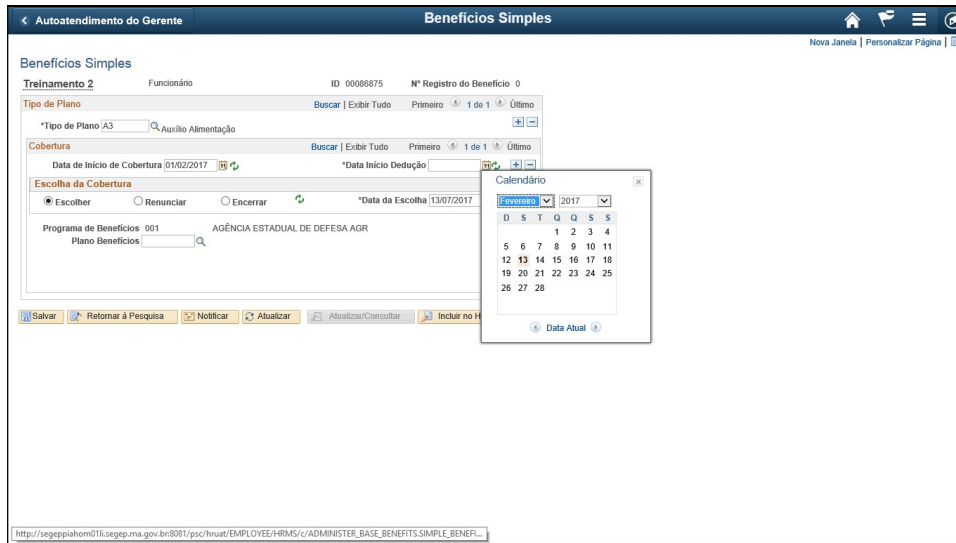 Autoatendimento do Gerente
Benefícios Simples
Nova Janela | Personalizar Página |
Benefícios Simples
Treinamento 2 Funcionário ID 00086875 Nº Registro do Benefício 0
Tipo de Plano Buscar | Exibir Tudo Primeiro 1 de 1 Último
*Tipo de Plano A3 Auxílio Alimentação
Cobertura Buscar | Exibir Tudo Primeiro 1 de 1 Último
Data de Início de Cobertura 01/02/2017 *Data Início Dedução
Escolha da Cobertura
Escolher Renunciar Encerrar *Data da Escolha 13/07/2017
Programa de Benefícios 001 AGÊNCIA ESTADUAL DE DEFESA AGR
Plano Benefícios
Calendário
Fevereiro 2017
D S T Q Q S S
1 2 3 4
5 6 7 8 9 10 11
12 13 14 15 16 17 18
19 20 21 22 23 24 25
26 27 28
Data Atual
Salvar Retornar à Pesquisa Notificar Atualizar Atualizar/Consultar Incluir no H
http://segeppiahom01li.segep.ma.gov.br:8081/psc/hruat/EMPLOYEE/HRMS/c/ADMINISTER_BASE_BENEFITS.SIMPLE_BENEFI...